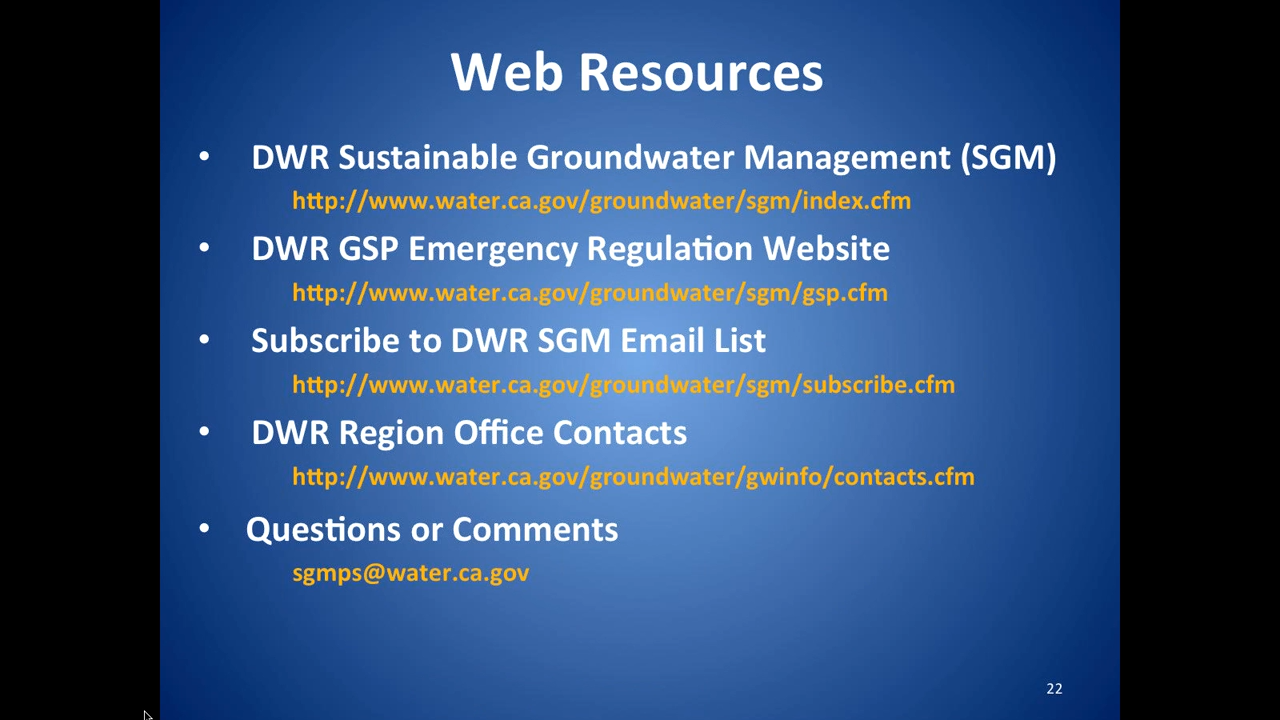 Web Resources
• DWR Sustainable Groundwater Management (SGM)
http://www.water.ca.gov/groundwater/sgm/index.cfm
• DWR GSP Emergency Regulation Website
http://www.water.ca.gov/groundwater/sgm/gsp.cfm
• Subscribe to DWR SGM Email List
http://www.water.ca.gov/groundwater/sgm/subscribe.cfm
• DWR Region Office Contacts
http://www.water.ca.gov/groundwater/gwinfo/contacts.cfm
• Questions or Comments
sgmps@water.ca.gov
22